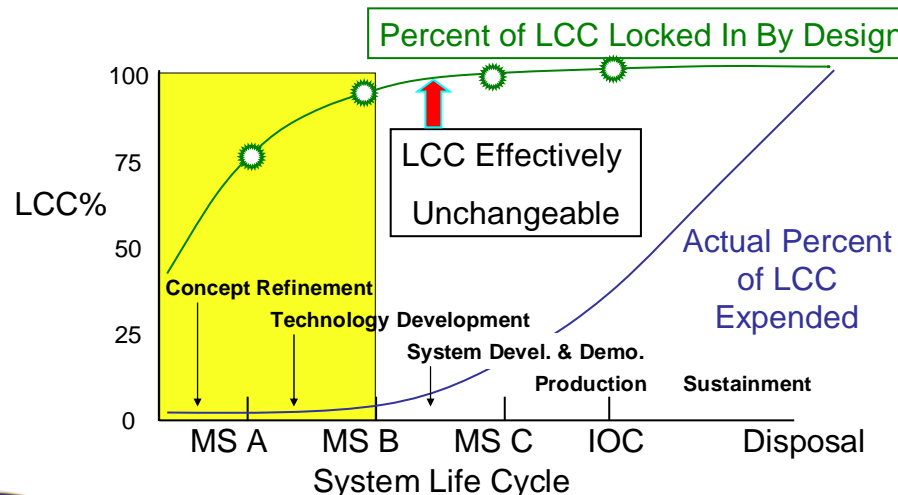 Percent of LCC Locked In By Design
100
75
LCC%
50
25
0
LCC Effectively
Unchangeable
Actual Percent
of LCC
Expended
Concept Refinement
Technology Development
System Devel. & Demo.
Production
Sustainment
MS A
MS B
MS C
IOC
Disposal
System Life Cycle